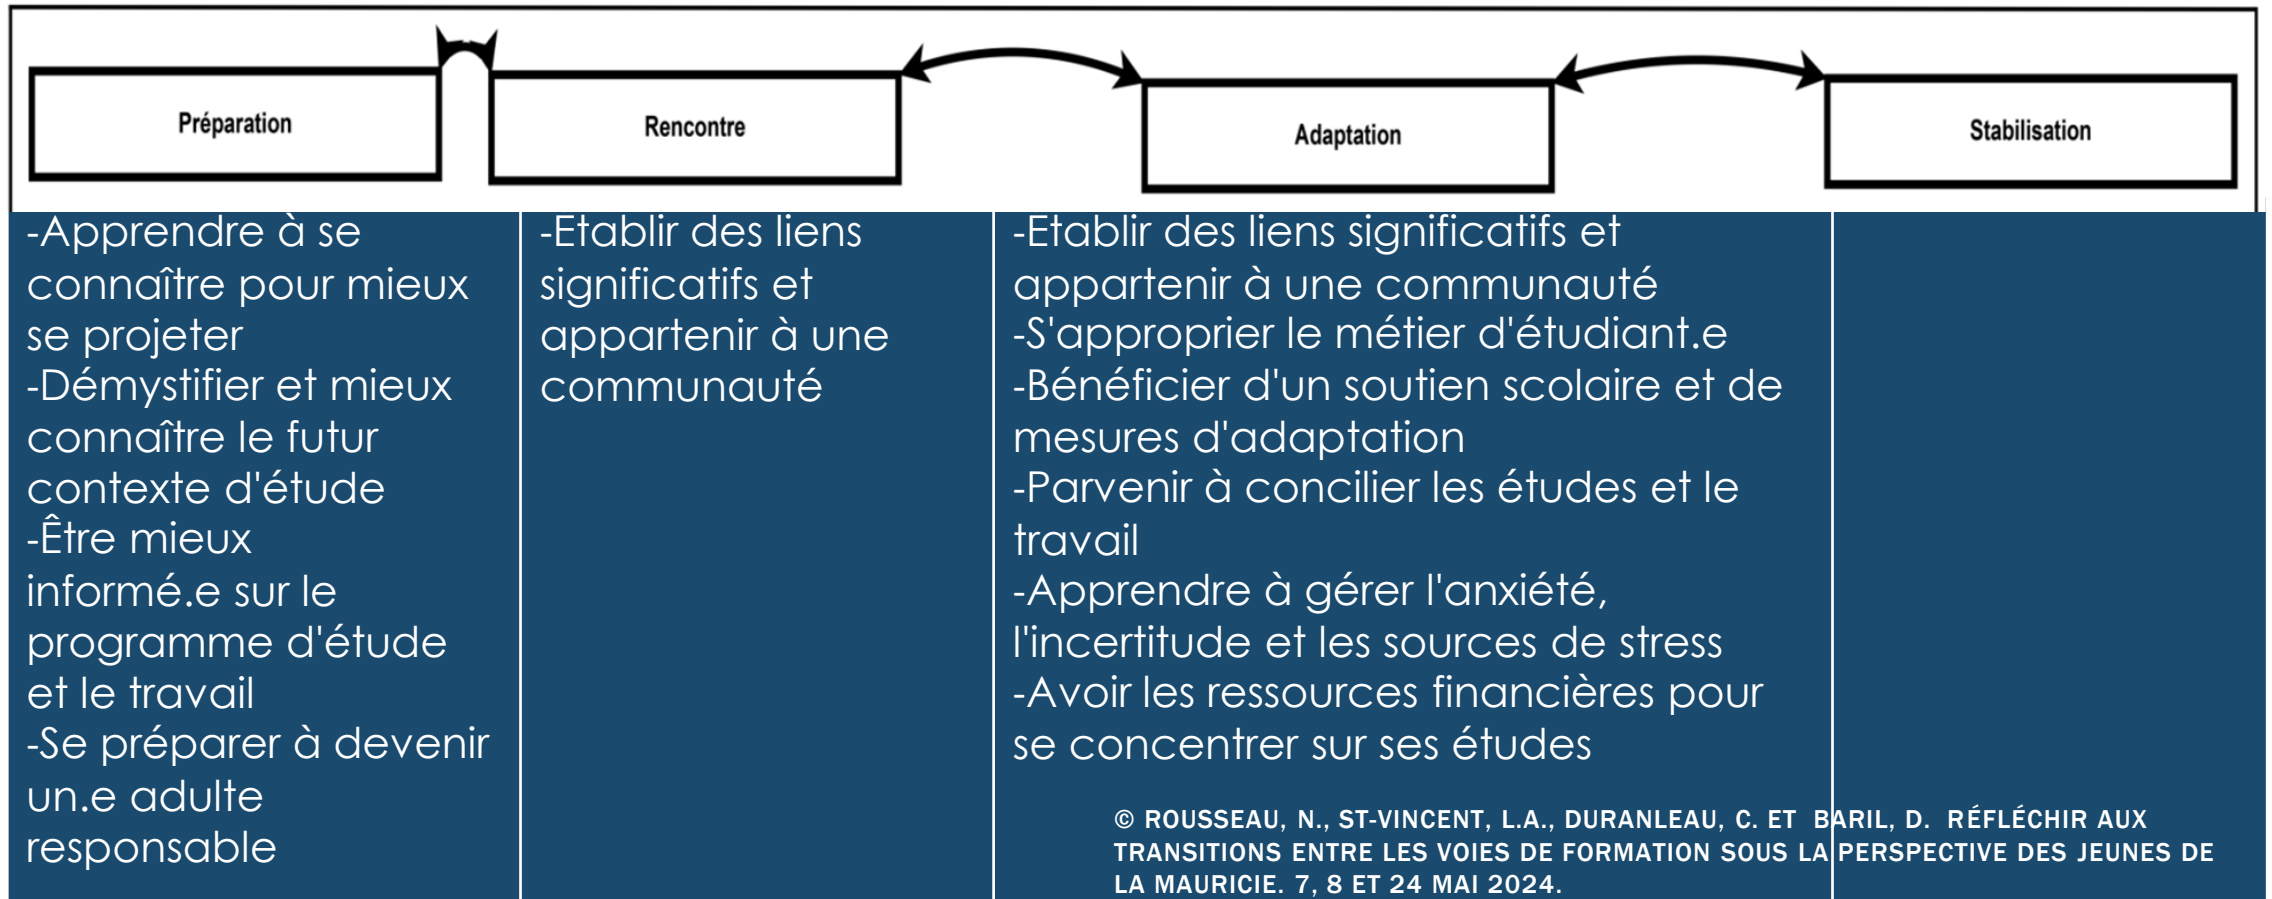 Préparation
Rencontre
Adaptation
Stabilisation
-Apprendre à se
connaître pour mieux
se projeter
-Démystifier et mieux
connaître le futur
contexte d'étude
-Être mieux
informé.e sur le
programme d'étude
et le travail
-Se préparer à devenir
un.e adulte
responsable
-Etablir des liens
significatifs et
appartenir à une
communauté
-Etablir des liens significatifs et
appartenir à une communauté
-S'approprier le métier d'étudiant.e
-Bénéficier d'un soutien scolaire et de
mesures d'adaptation
-Parvenir à concilier les études et le
travail
-Apprendre à gérer l'anxiété,
l'incertitude et les sources de stress
-Avoir les ressources financières pour
se concentrer sur ses études
© ROUSSEAU, N., ST-VINCENT, L.A., DURANLEAU, C. ET BARIL, D. RÉFLÉCHIR AUX
TRANSITIONS ENTRE LES VOIES DE FORMATION SOUS LA PERSPECTIVE DES JEUNES DE
LA MAURICIE. 7, 8 ET 24 MAI 2024.